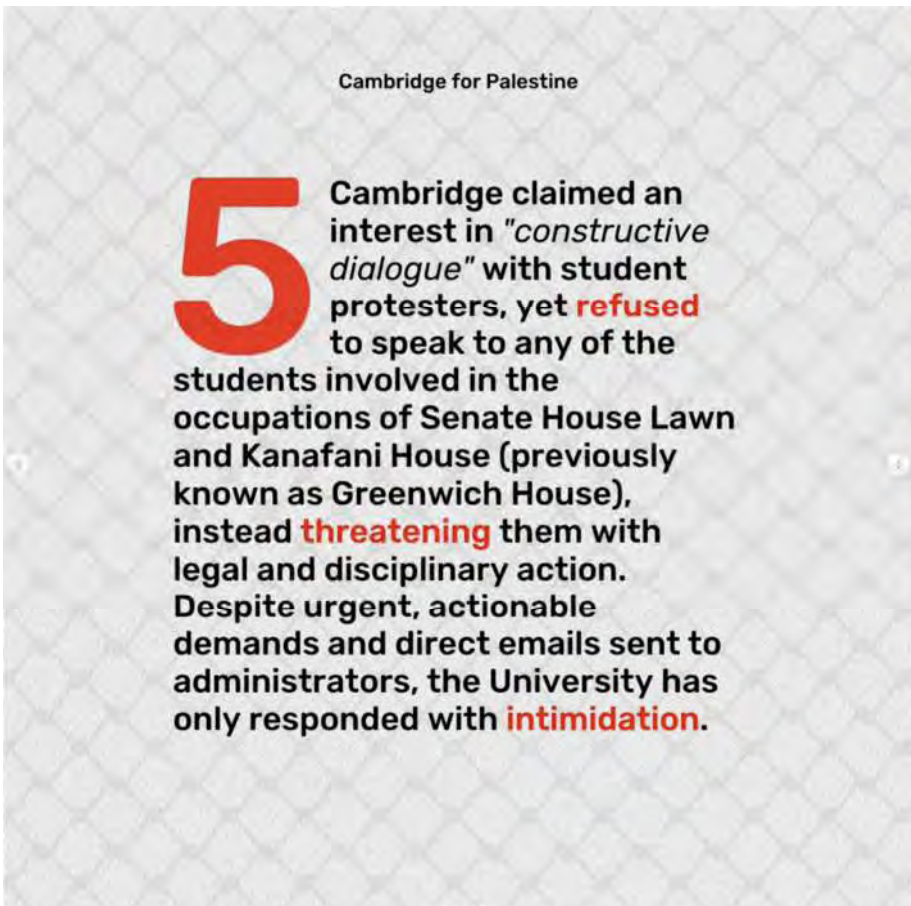 Cambridge for Palestine
5
Cambridge claimed an
interest in "constructive
dialogue" with student
protesters, yet refused
to speak to any of the
students involved in the
occupations of Senate House Lawn
and Kanafani House (previously
known as Greenwich House),
instead threatening them with
legal and disciplinary action.
Despite urgent, actionable
demands and direct emails sent to
administrators, the University has
only responded with intimidation.